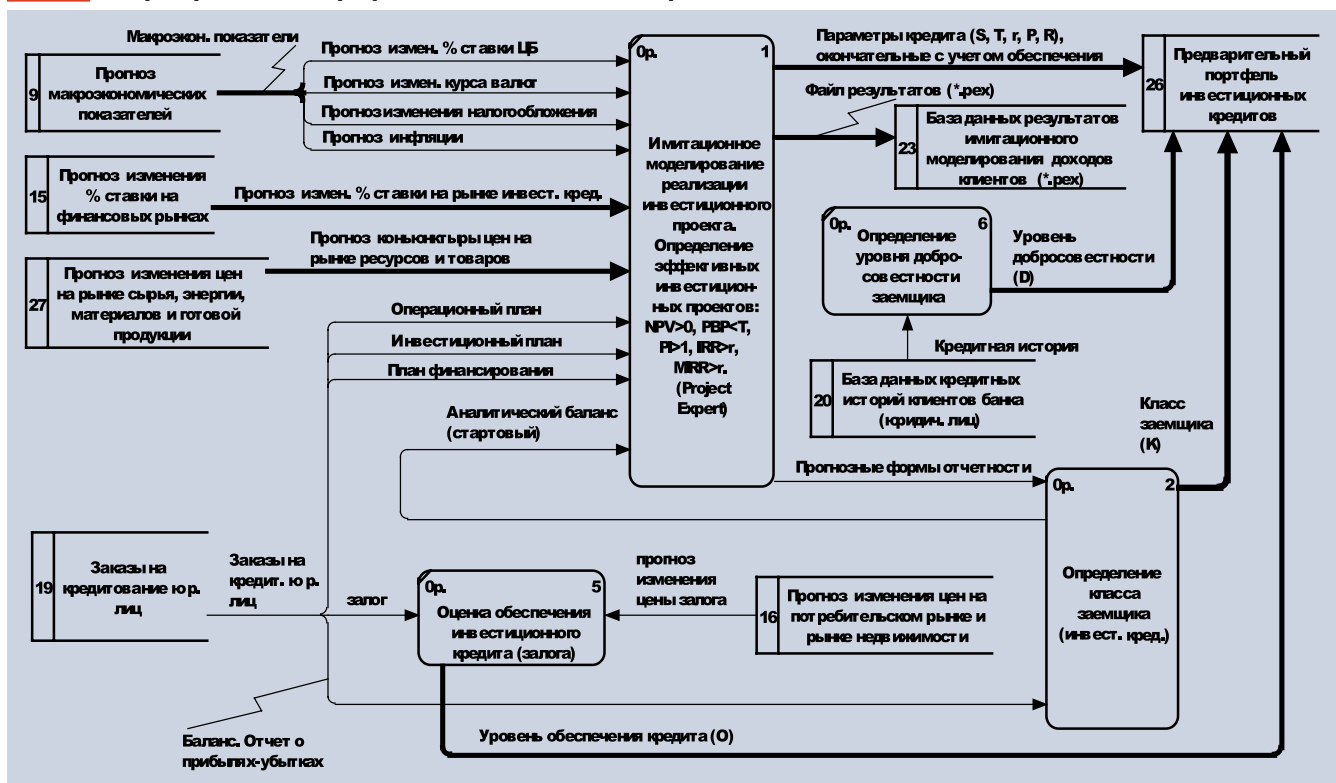 Макроэкон. показатели
9
Прогноз
макроэкономических
показателей
Прогноз измен. % ставки ЦБ
Прогноз измен. курса валют
Прогноз изменения налогообложения
Прогноз инфляции
15
Прогноз изменения
% ставки на
финансовых рынках
Прогноз измен. % ставки на рынке инвест. кред.
27
Прогноз изменения цен
на рынке сырья, энергии,
материалов и готовой
продукции
Прогноз коньюнктыры цен на
рынке ресурсов и товаров
Операционный план
Инвестиционный план
План финансирования
Аналитический баланс
(стартовый)
0р.
1
Имитационное
моделирование
реализации
инвестиционного
проекта.
Определение
эффективных
инвестицион-
ных проектов:
NPV>0, PBP<T,
PI>1, IRR>r,
MIRR>r.
(Project
Expert)
Параметры кредита (S, T, r, P, R),
окончательные с учетом обеспечения
Файл результатов (*.pex)
26
Предварительный
портфель
инвестиционных
кредитов
23
База данных результатов
имитационного
моделирования доходов
клиентов (*.pex)
0р.
6
Определение
уровня добро-
совестности
заемщика
Уровень
добросовестности
(D)
Кредитная история
20
База данных кредитных
историй клиентов банка
(юридич. лиц)
Класс
заемщика
(K)
Прогнозные формы отчетности
0р.
2
Определение
класса
заемщика
(инвест. кред.)
19
Заказы на
кредитование юр.
лиц
Заказы на
кредит. юр.
лиц
залог
0р.
5
Оценка обеспечения
инвестиционного
кредита (залога)
прогноз
изменения
цены залога
16
Прогноз изменения цен на
потребительском рынке и
рынке недвижимости
Баланс. Отчет о
прибылях-убытках
Уровень обеспечения кредита (O)